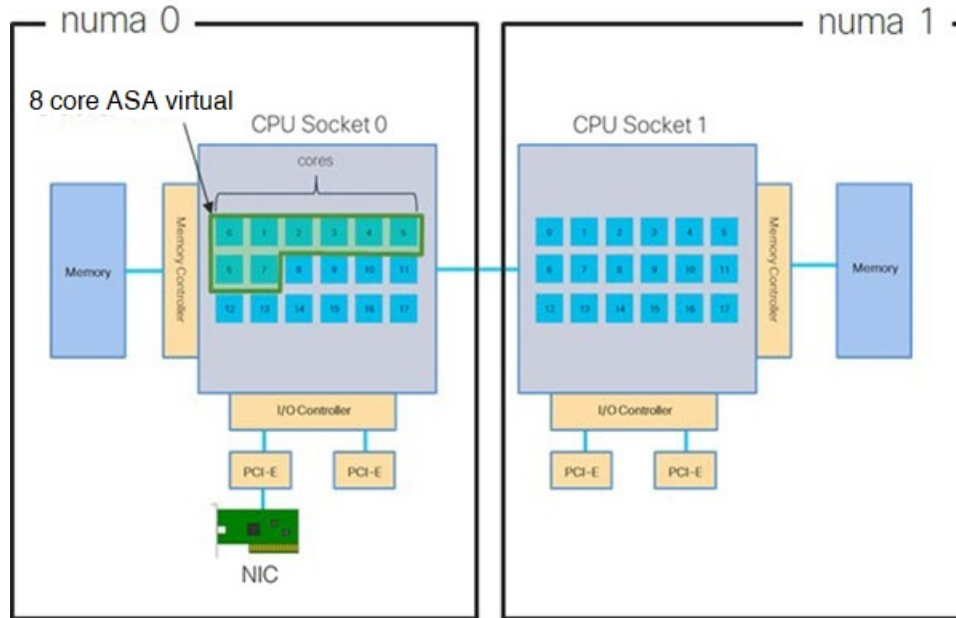 numa 0
numa 1
8 core ASA virtual
CPU Socket 0
CPU Socket 1
cores
Memory
Memory Controller
0 1 2 3 4 5
6 7 8 9 10 11
12 13 14 15 16 17
0 1 2 3 4 5
6 7 8 9 10 11
12 13 14 15 16 17
Memory Controller
Memory
I/O Controller
I/O Controller
PCI-E
PCI-E
PCI-E
PCI-E
NIC